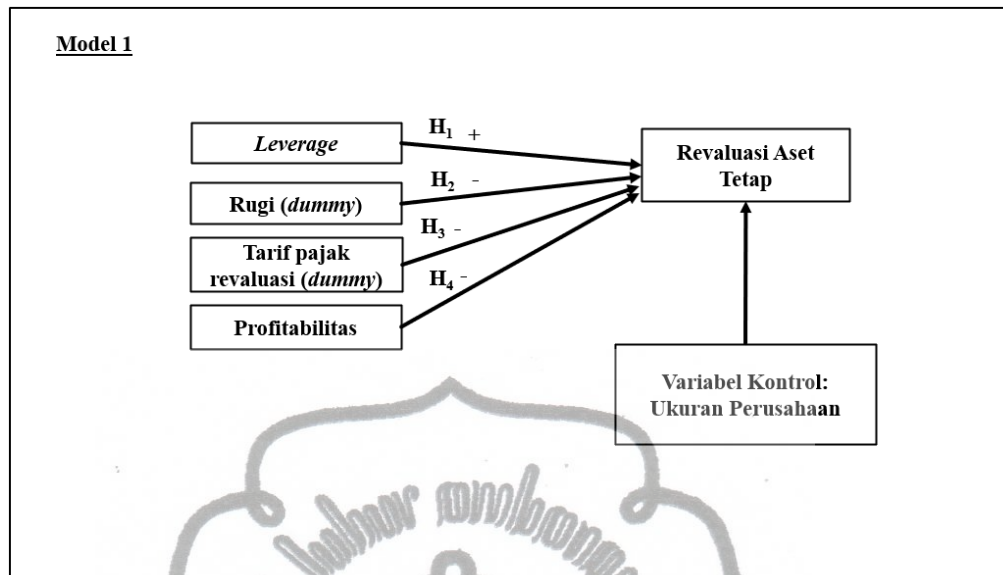 Model 1
Leverage
Rugi (dummy)
Tarif pajak
revaluasi (dummy)
Profitabilitas
H₁ +
H₂ -
H₃ -
H₄ -
Revaluasi Aset
Tetap
Variabel Kontrol:
Ukuran Perusahaan